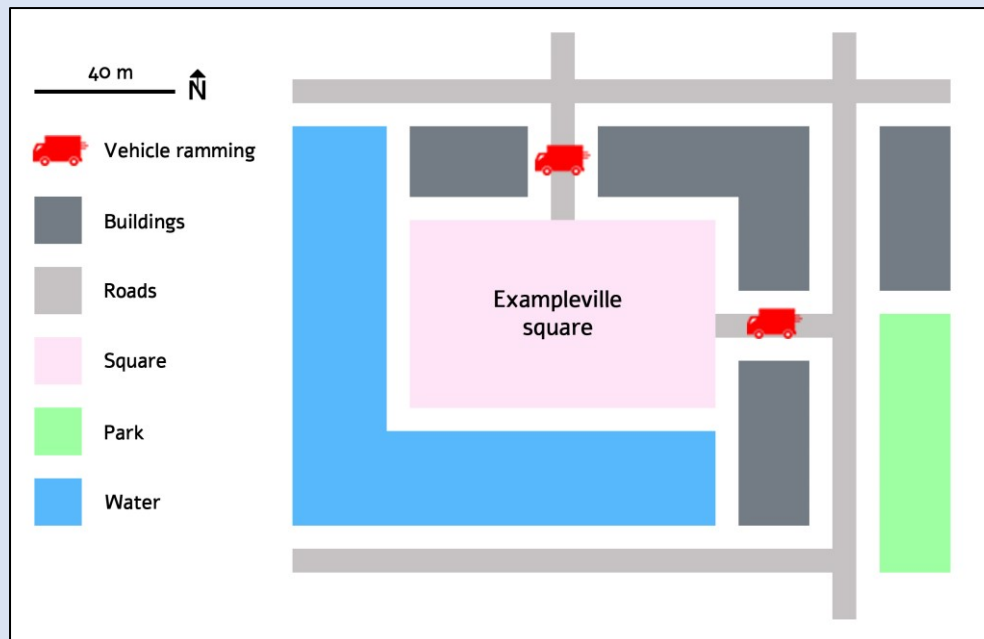 40 m
N
Vehicle ramming
Buildings
Roads
Square
Park
Water
Exampleville
square